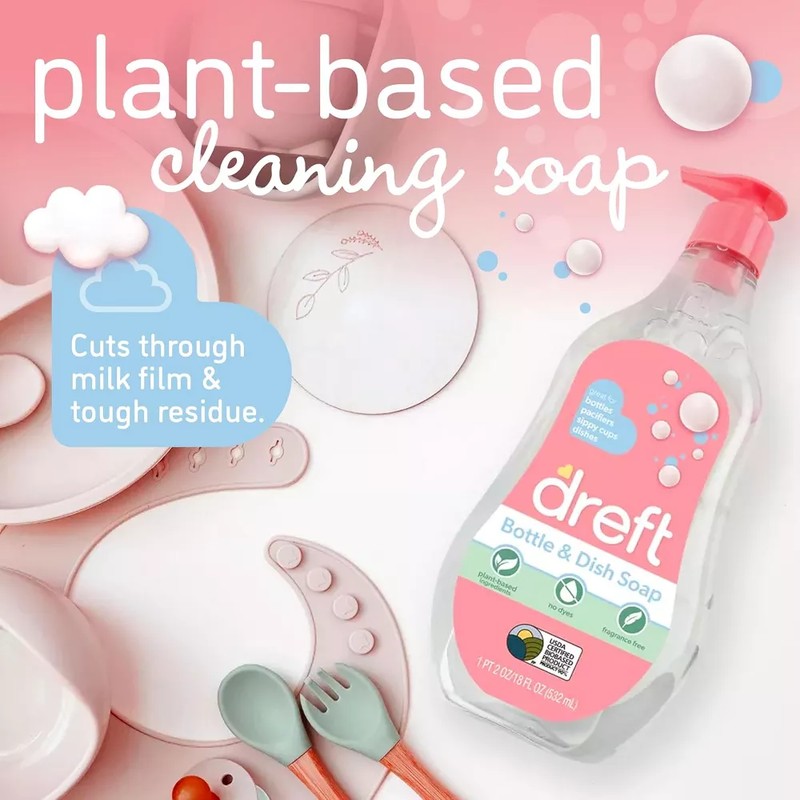 plant-based
cleaning soap
Cuts through
milk film &
tough residue.
great for
bottles
pacifiers
sippy cups
dishes
dreft
Bottle & Dish Soap
plant-based
ingredients
no dyes
fragrance free
USDA
CERTIFIED
BIOBASED
PRODUCT
1 PT 2 OZ/18 FL OZ (532 mL)